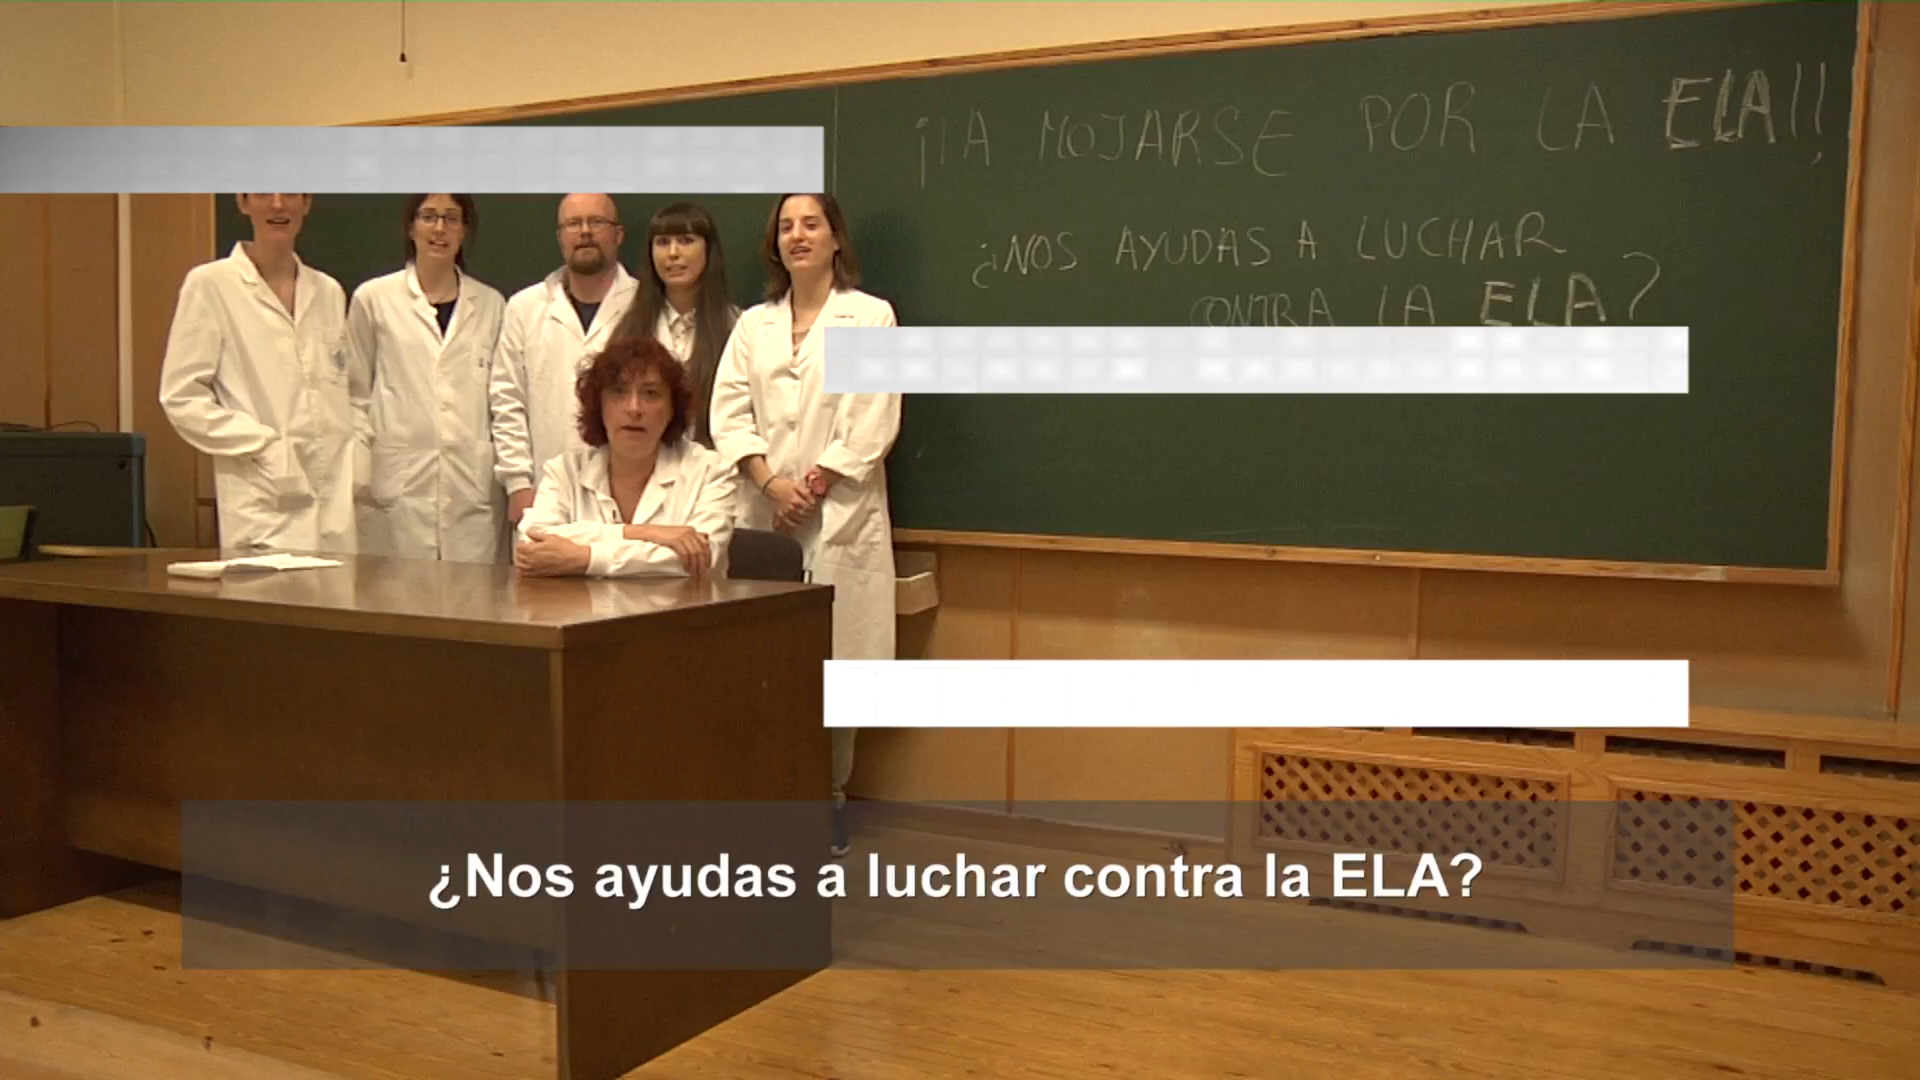 ¡¡A MOJARSE POR LA ELA!!
¿NOS AYUDAS A LUCHAR
CONTRA LA ELA?
¿Nos ayudas a luchar contra la ELA?